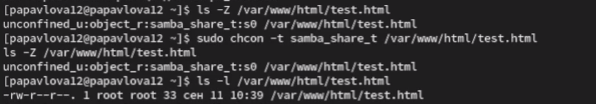 [papavlova12@papavlova12 ~]$ ls -Z /var/www/html/test.html
unconfined_u:object_r:samba_share_t:s0 /var/www/html/test.html
[papavlova12@papavlova12 ~]$ sudo chcon -t samba_share_t /var/www/html/test.html
ls -Z /var/www/html/test.html
unconfined_u:object_r:samba_share_t:s0 /var/www/html/test.html
[papavlova12@papavlova12 ~]$ ls -l /var/www/html/test.html
-rw-r--r--. 1 root root 33 сен 11 10:39 /var/www/html/test.html